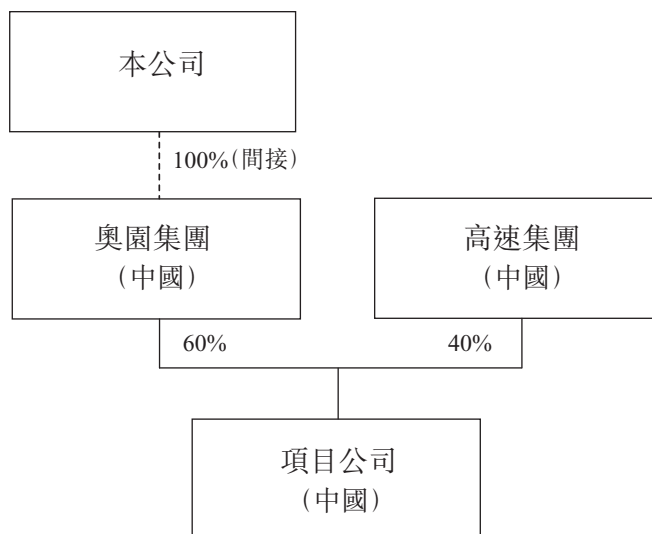 本公司
100%(間接)
奧園集團
(中國)
高速集團
(中國)
60%
40%
項目公司
(中國)